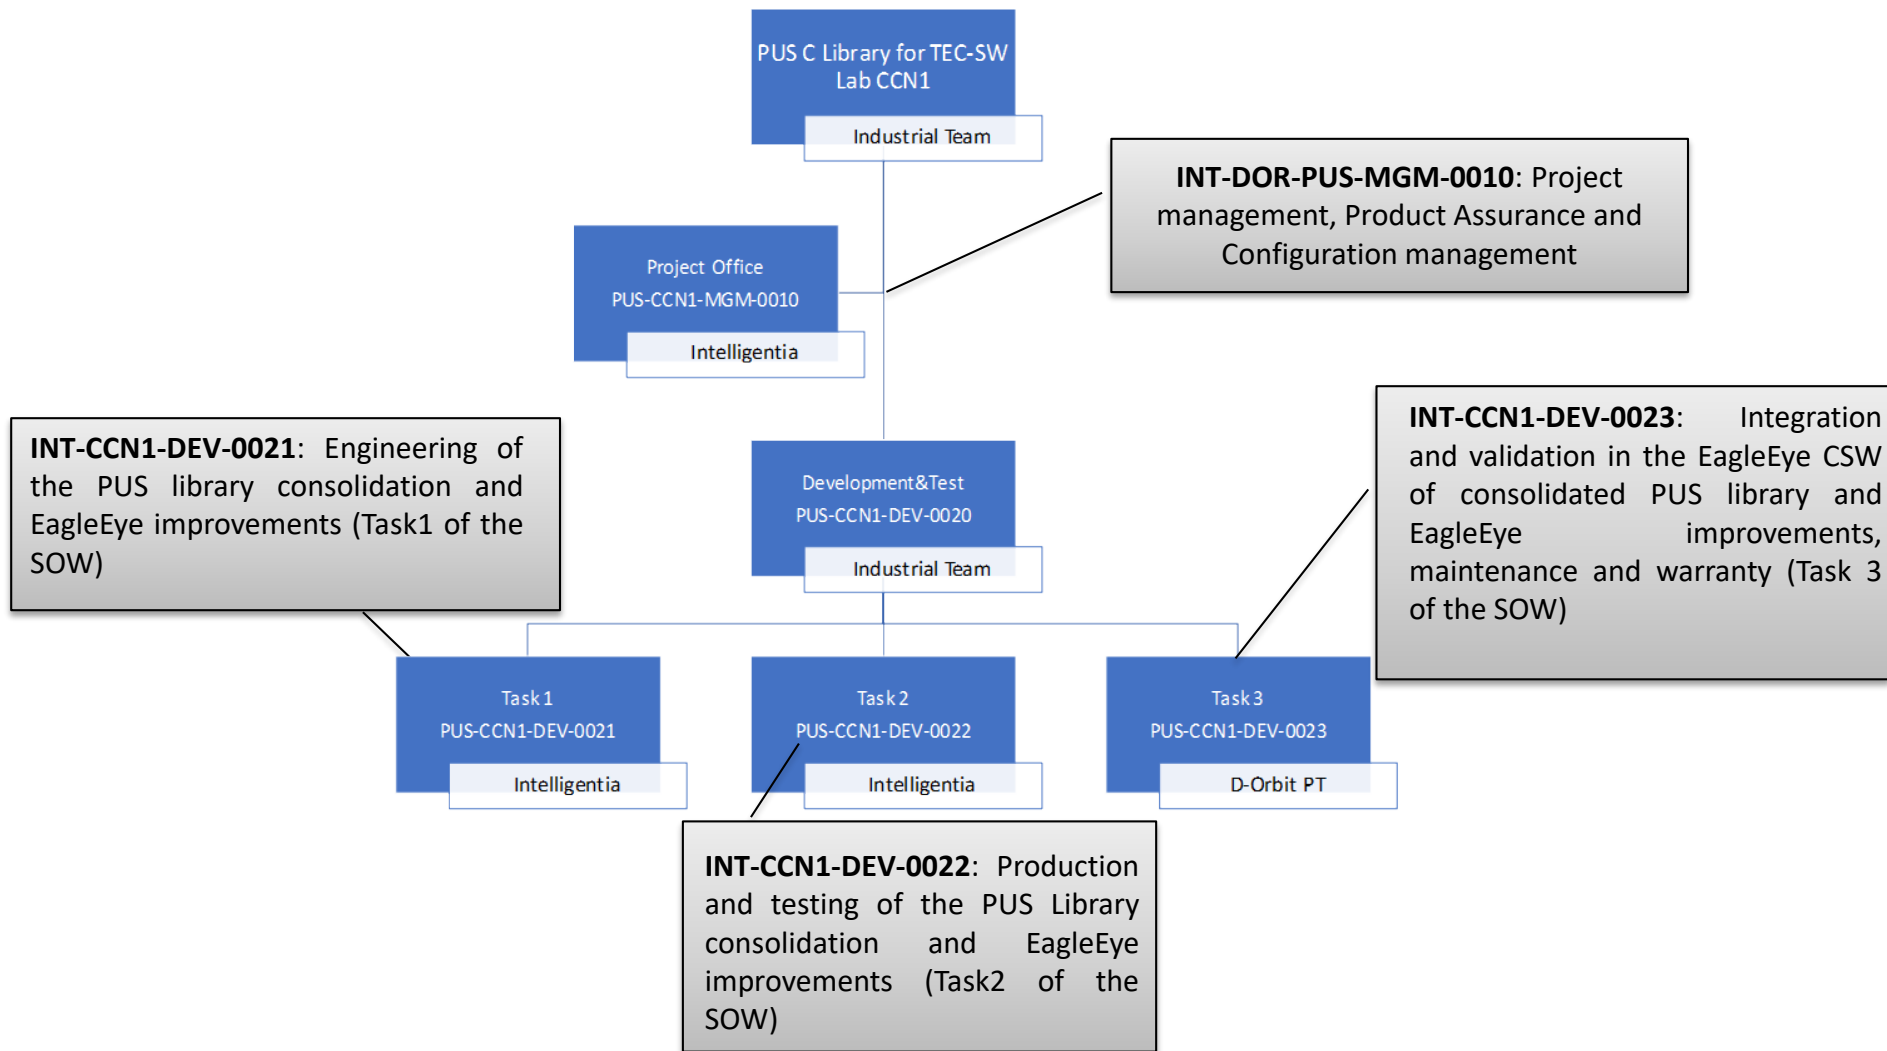 PUS C Library for TEC-SW
Lab CCN1
Industrial Team
INT-DOR-PUS-MGM-0010: Project
management, Product Assurance and
Configuration management
Project Office
PUS-CCN1-MGM-0010
Intelligentia
INT-CCN1-DEV-0021: Engineering of
the PUS library consolidation and
EagleEye improvements (Task1 of the
SOW)
Development&Test
PUS-CCN1-DEV-0020
Industrial Team
INT-CCN1-DEV-0023: Integration
and validation in the EagleEye CSW
of consolidated PUS library and
EagleEye improvements,
maintenance and warranty (Task 3
of the SOW)
Task 1
PUS-CCN1-DEV-0021
Intelligentia
Task 2
PUS-CCN1-DEV-0022
Intelligentia
Task 3
PUS-CCN1-DEV-0023
D-Orbit PT
INT-CCN1-DEV-0022: Production
and testing of the PUS Library
consolidation and EagleEye
improvements (Task2 of the
SOW)